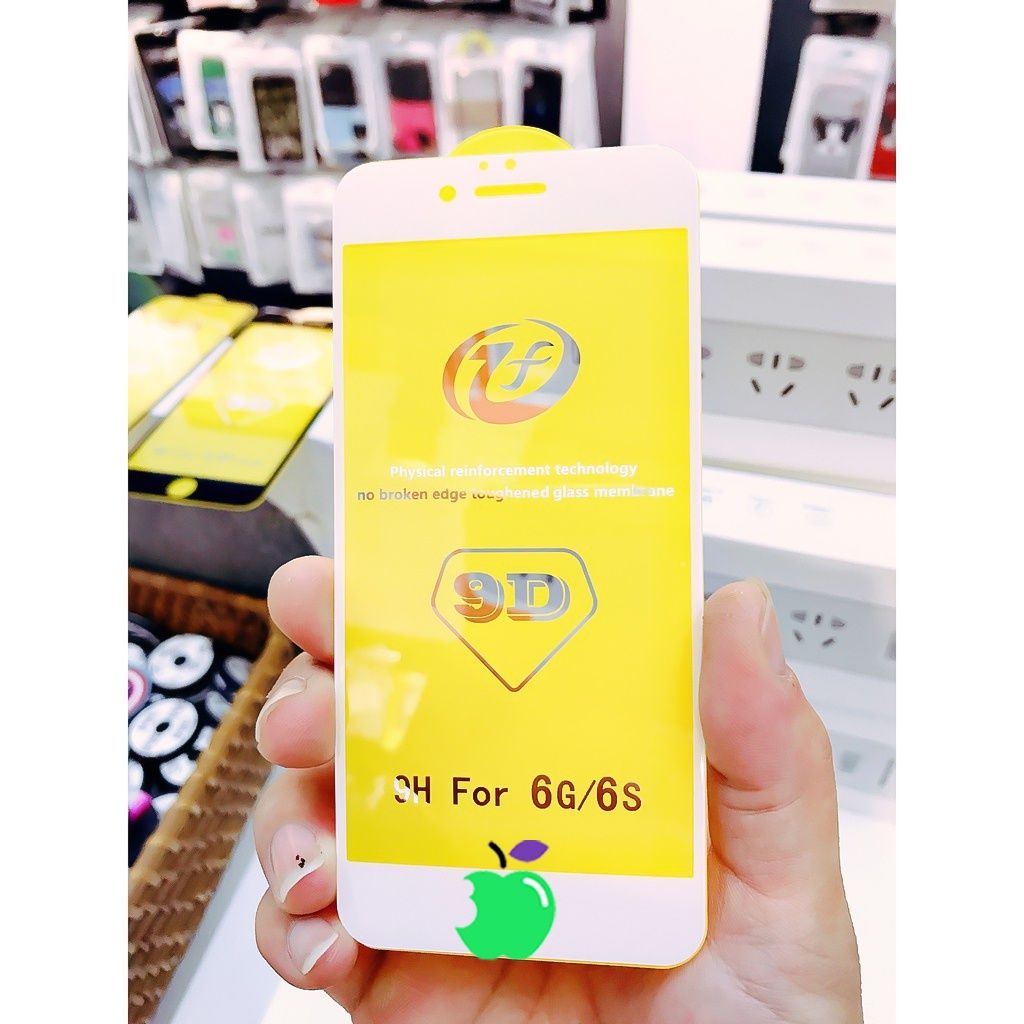 Physical reinforcement technology
no broken edge toughened glass membrane
9D
9H For 6G/6S